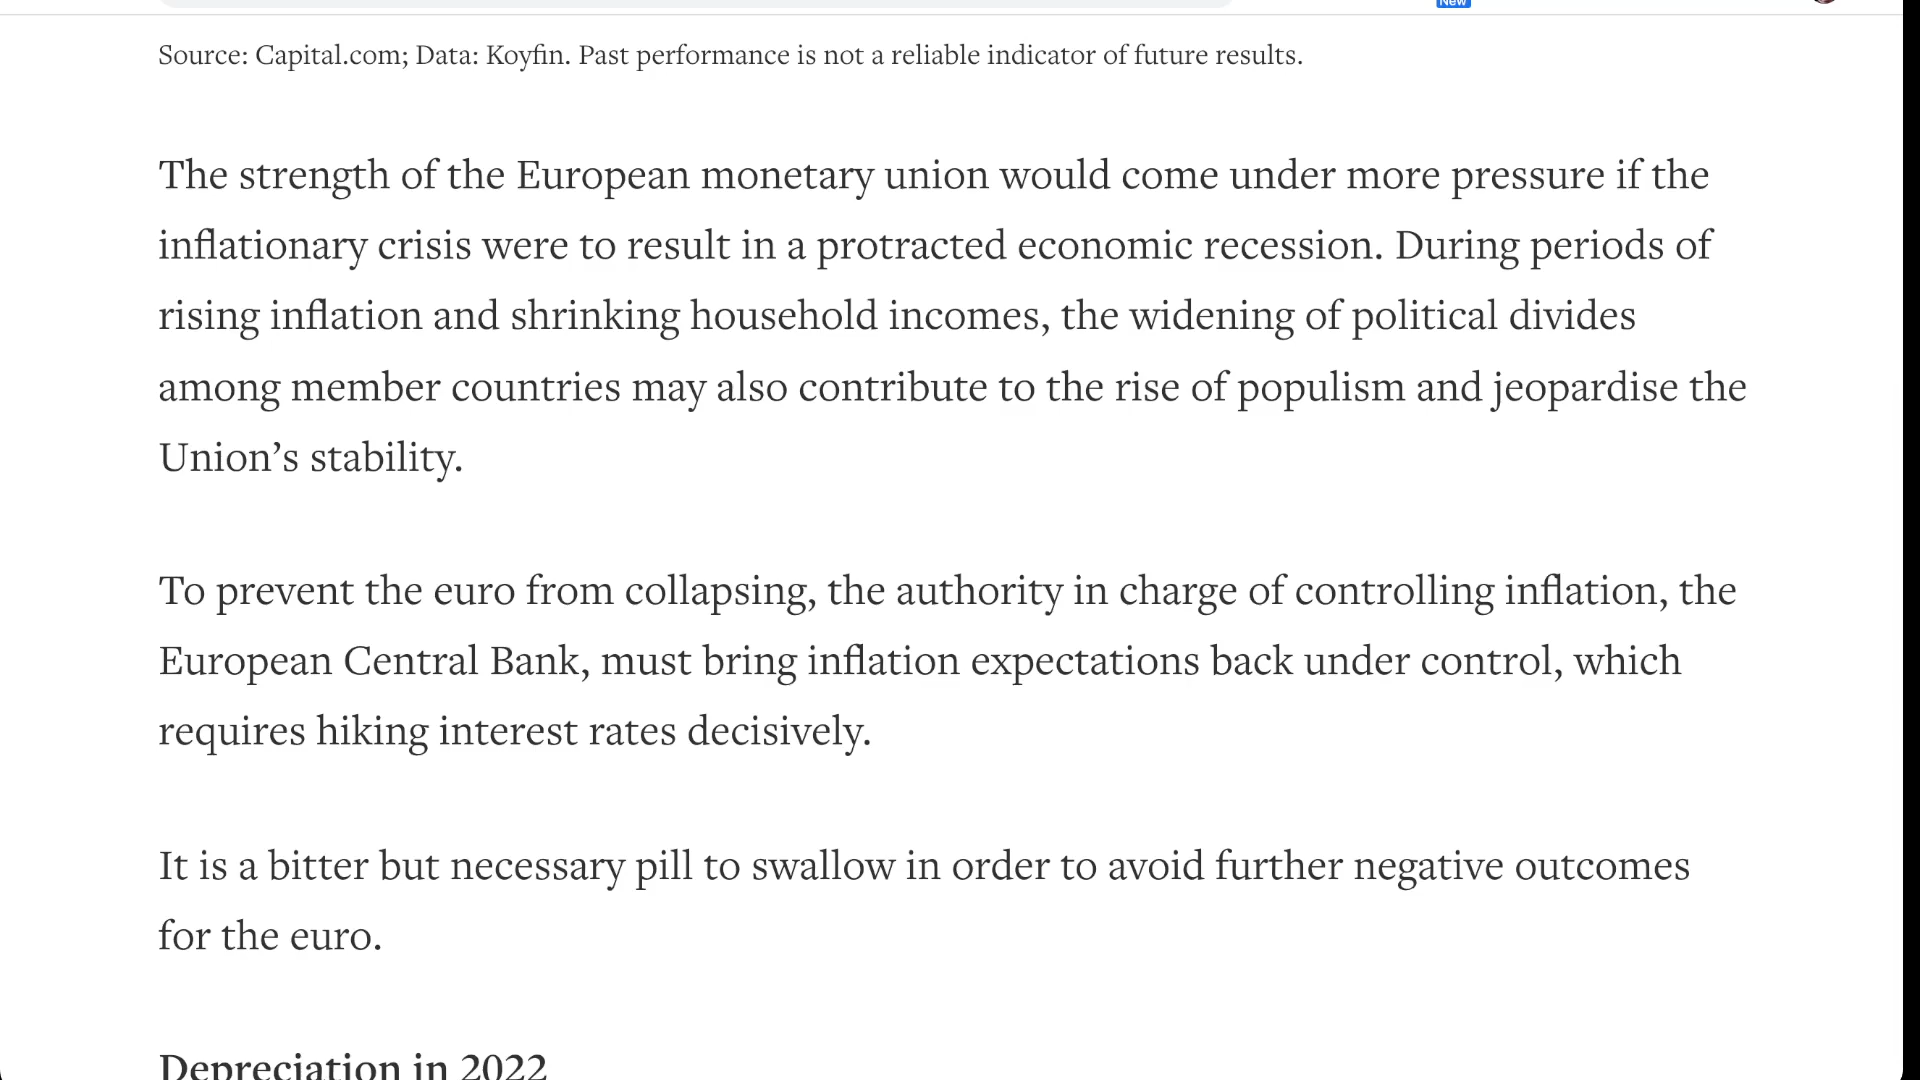 New
Source: Capital.com; Data: Koyfin. Past performance is not a reliable indicator of future results.
The strength of the European monetary union would come under more pressure if the
inflationary crisis were to result in a protracted economic recession. During periods of
rising inflation and shrinking household incomes, the widening of political divides
among member countries may also contribute to the rise of populism and jeopardise the
Union’s stability.
To prevent the euro from collapsing, the authority in charge of controlling inflation, the
European Central Bank, must bring inflation expectations back under control, which
requires hiking interest rates decisively.
It is a bitter but necessary pill to swallow in order to avoid further negative outcomes
for the euro.
Depreciation in 2022